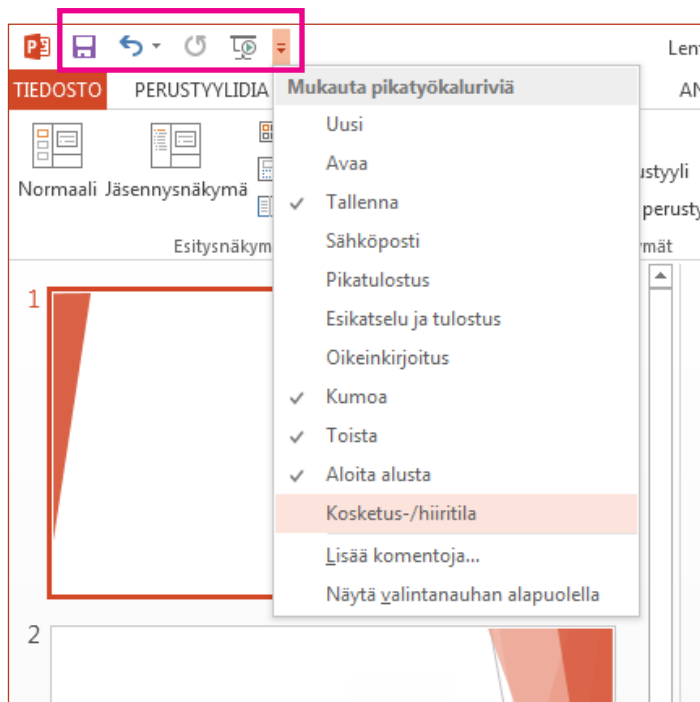 Len
TIEDOSTO PERUSTYYLIDIA
Mukauta pikatyökaluriviä
Uusi
Avaa
Tallenna
Sähköposti
Pikatulostus
Esikatselu ja tulostus
Oikeinkirjoitus
Kumoa
Toista
Aloita alusta
Kosketus-/hiiritila
Lisää komentoja...
Näytä valintanauhan alapuolella
AN
Normaali Jäsennysnäkymä
styyli
perusty
Esitysnäkym
mät
1
2